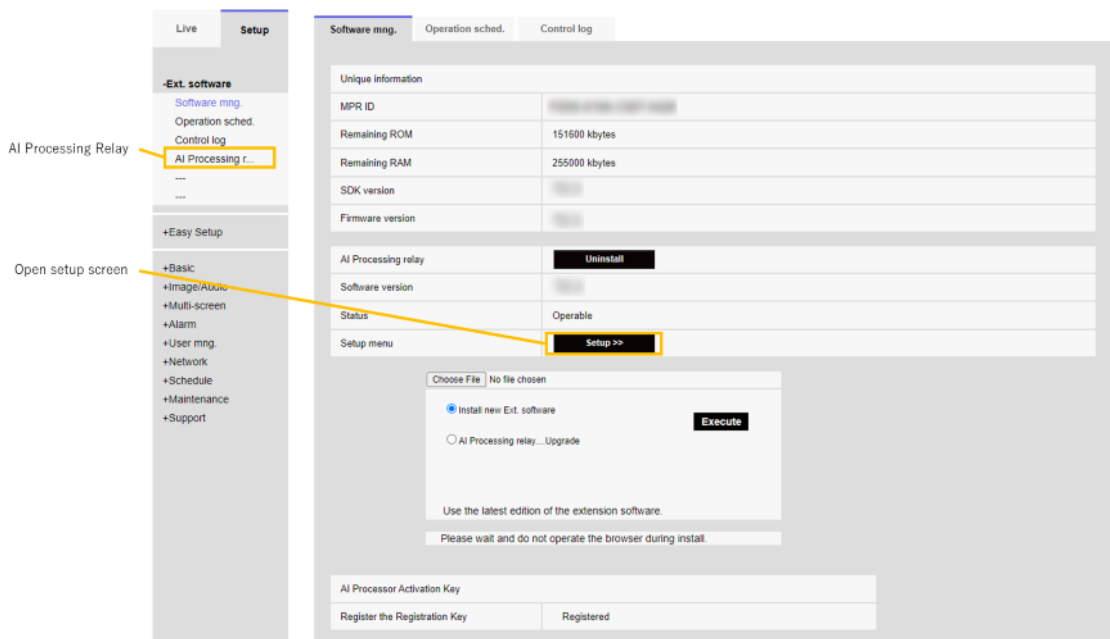 Live
Setup
Software mng.
Operation sched.
Control log
-Ext. software
Software mng.
Operation sched.
Control log
AI Processing r...
---
---
+Easy Setup
+Basic
+Image/Audio
+Multi-screen
+Alarm
+User mng.
+Network
+Schedule
+Maintenance
+Support
AI Processing Relay
Open setup screen
Unique information
MPR ID
Remaining ROM 151600 kbytes
Remaining RAM 255000 kbytes
SDK version
Firmware version
AI Processing relay Uninstall
Software version
Status Operable
Setup menu Setup >>
Choose File No file chosen
Install new Ext. software
Execute
AI Processing relay....Upgrade
Use the latest edition of the extension software.
Please wait and do not operate the browser during install.
AI Processor Activation Key
Register the Registration Key Registered